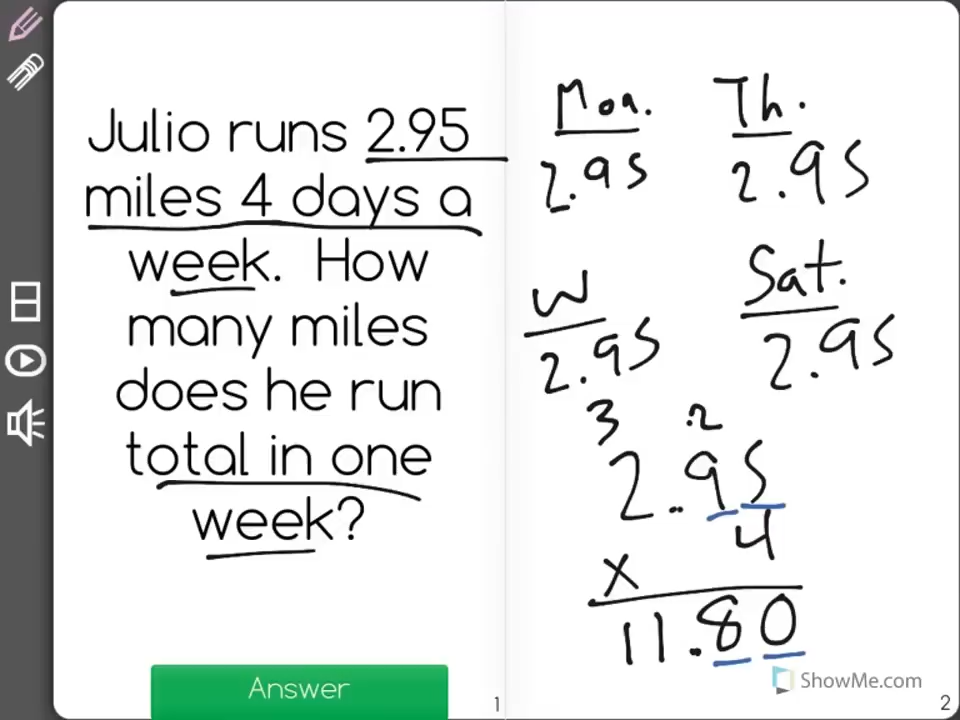 Julio runs 2.95
miles 4 days a
week. How
many miles
does he run
total in one
week?
Answer
1
Mon. Th.
2.95 2.95
W Sat.
2.95 2.95
3 .2
2.95
x 4
11.80
ShowMe.com
2